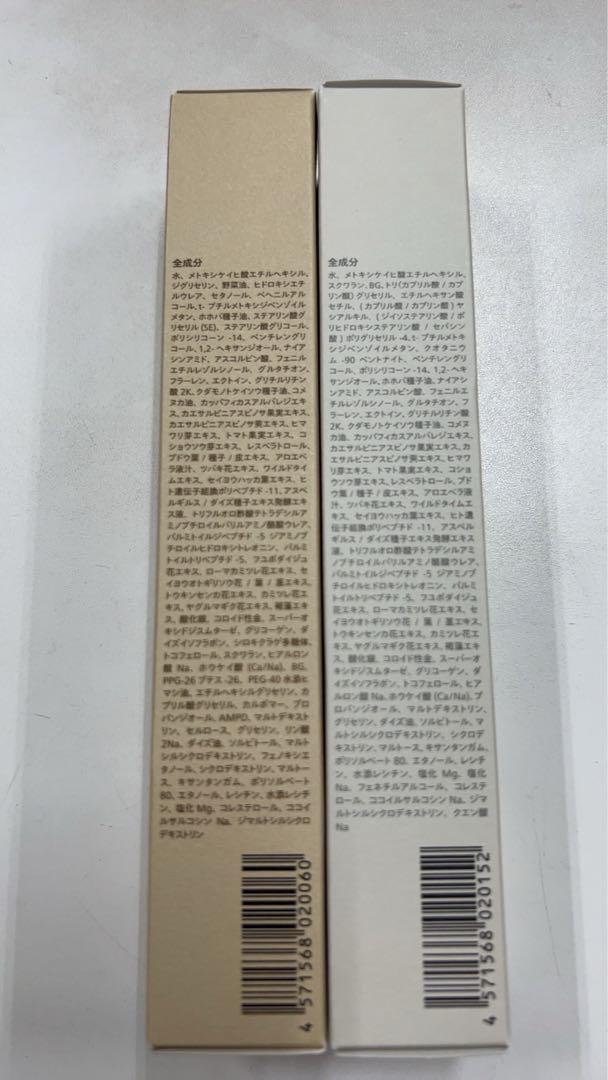 全成分
水、メトキシケイヒ酸エチルヘキシル、
ジグリセリン、野菜油、ヒドロキシエチ
ルウレア、セタノール、ベヘニルアル
コール、t- ブチルメトキシジベンゾイル
メタン、ホホバ種子油、ステアリン酸グ
リセリル (SE)、ステアリン酸グリコール、
ポリシリコーン -14、ペンチレングリ
コール、1,2- ヘキサンジオール、ナイア
シンアミド、アスコルビン酸、フェニル
エチルレゾルシノール、グルタチオン、
フラーレン、エクトイン、グリチルリチン
酸 2K、クダモノトケイソウ種子油、コメ
ヌカ油、カッパフィカスアルバレジエキ
ス、カエサルピニアスピノサ果実エキス、
カエサルピニアスピノサ莢エキス、ヒマ
ワリ芽エキス、トマト果実エキス、コ
ショウソウ芽エキス、レスベラトロール、
ブドウ葉 / 種子 / 皮エキス、アロエベ
ラ液汁、ツバキ花エキス、ワイルドタイ
ムエキス、セイヨウハッカ葉エキス、ヒ
ト遺伝子組換ポリペプチド -11、アスペ
ルギルス / ダイズ種子エキス発酵エキ
ス液、トリフルオロ酢酸テトラデシルア
ミノブチロイルバリルアミノ酪酸ウレア、
パルミトイルジペプチド -5 ジアミノブ
チロイルヒドロキシトレオニン、パルミ
トイルトリペプチド -5、フユボダイジュ
花エキス、ローマカミツレ花エキス、セ
イヨウオトギリソウ花 / 葉 / 茎エキス、
トウキンセンカ花エキス、カミツレ花エ
キス、ヤグルマギク花エキス、褐藻エキ
ス、酸化銀、コロイド性金、スーパーオ
キシドジスムターゼ、グリコーゲン、ダ
イズイソフラボン、シロキクラゲ多糖体、
トコフェロール、スクワラン、ヒアルロン
酸 Na、ホウケイ酸 (Ca/Na)、BG、
PPG-26 ブテス -26、PEG-40 水添ヒ
マシ油、エチルヘキシルグリセリン、カ
プリル酸グリセリル、カルボマー、プロ
パンジオール、AMPD、マルトデキスト
リン、セルロース、グリセリン、リン酸
2Na、ダイズ油、ソルビトール、マルト
シルシクロデキストリン、フェノキシエ
タノール、シクロデキストリン、マルトー
ス、キサンタンガム、ポリソルベート
80、エタノール、レシチン、水添レシチ
ン、塩化 Mg、コレステロール、ココイ
ルサルコシン Na、ジマルトシルシクロ
デキストリン
4 571568 020060
全成分
水、メトキシケイヒ酸エチルヘキシル、
スクワラン、BG、トリ(カプリル酸 / カプ
リン酸) グリセリル、エチルヘキサン酸
セチル、( カプリル酸 / カプリン酸 ) ヤ
シアルキル、( ジイソステアリン酸 / ポ
リヒドロキシステアリン酸 / セバシン
酸 ) ポリグリセリル -4、t- ブチルメトキ
シジベンゾイルメタン、クオタニウ
ム -90 ベントナイト、ペンチレングリ
コール、ポリシリコーン -14、1,2- ヘ
キサンジオール、ホホバ種子油、ナイアシ
ンアミド、アスコルビン酸、フェニルエ
チルレゾルシノール、グルタチオン、フ
ラーレン、エクトイン、グリチルリチン酸
2K、クダモノトケイソウ種子油、コメヌ
カ油、カッパフィカスアルバレジエキス、
カエサルピニアスピノサ果実エキス、カ
エサルピニアスピノサ莢エキス、ヒマワ
リ芽エキス、トマト果実エキス、コショ
ウソウ芽エキス、レスベラトロール、ブド
ウ葉 / 種子 / 皮エキス、アロエベラ液
汁、ツバキ花エキス、ワイルドタイムエキ
ス、セイヨウハッカ葉エキス、ヒト遺
伝子組換ポリペプチド -11、アスペルギ
ルス / ダイズ種子エキス発酵エキス
液、トリフルオロ酢酸テトラデシルアミ
ノブチロイルバリルアミノ酪酸ウレア、
パルミトイルジペプチド -5 ジアミノブ
チロイルヒドロキシトレオニン、パルミ
トイルトリペプチド -5、フユボダイジュ
花エキス、ローマカミツレ花エキス、セ
イヨウオトギリソウ花 / 葉 / 茎エキス、
トウキンセンカ花エキス、カミツレ花エ
キス、ヤグルマギク花エキス、褐藻エキ
ス、酸化銀、コロイド性金、スーパーオ
キシドジスムターゼ、グリコーゲン、ダ
イズイソフラボン、トコフェロール、ヒア
ルロン酸 Na、ホウケイ酸 (Ca/Na)、プ
ロパンジオール、マルトデキストリン、
グリセリン、ダイズ油、ソルビトール、マ
ルトシルシクロデキストリン、シクロデ
キストリン、マルトース、キサンタンガム、
ポリソルベート 80、エタノール、レシチ
ン、水添レシチン、塩化 Mg、塩化
Na、フェネチルアルコール、コレステ
ロール、ココイルサルコシン Na、ジマ
ルトシルシクロデキストリン、クエン酸
Na
4 571568 020152